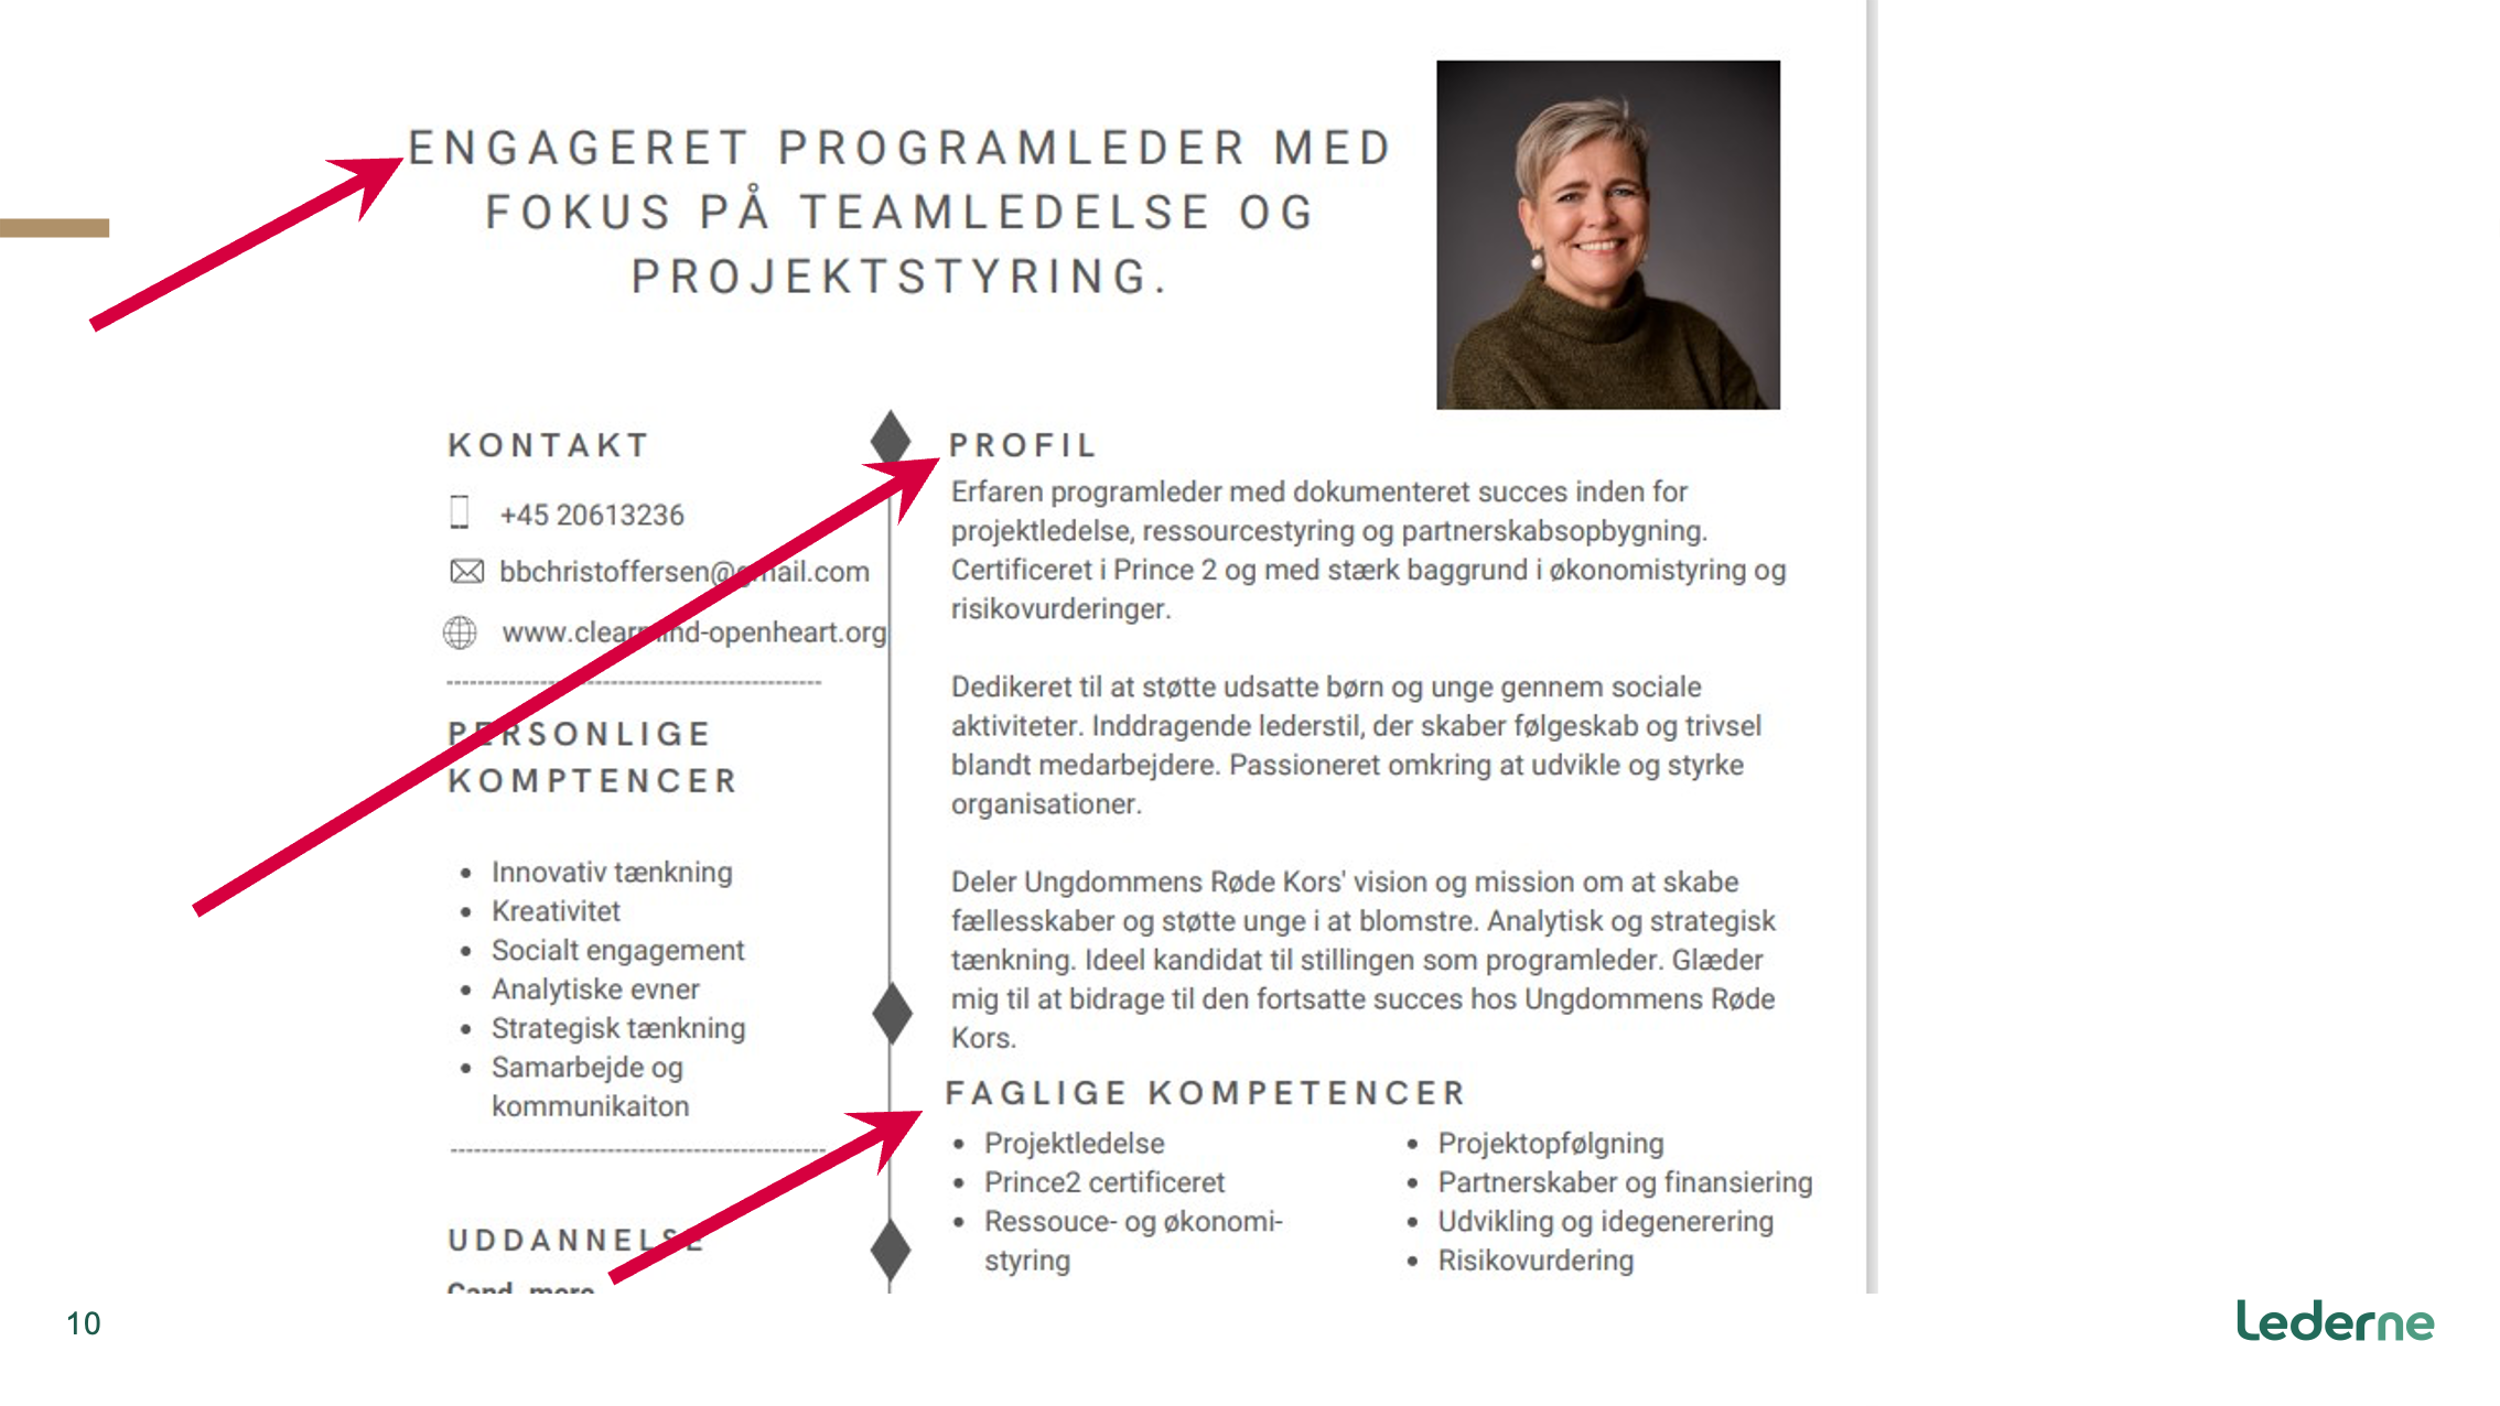 ENGAGERET PROGRAMLEDER MED
FOKUS PÅ TEAMLEDELSE OG
PROJEKTSTYRING.
KONTAKT
+45 20613236
bbchristoffersen@gmail.com
www.clearmind-openheart.org
PERSONLIGE
KOMPTENCER
• Innovativ tænkning
• Kreativitet
• Socialt engagement
• Analytiske evner
• Strategisk tænkning
• Samarbejde og
kommunikaiton
UDDANNELSE
Cand. merc
PROFIL
Erfaren programleder med dokumenteret succes inden for
projektledelse, ressourcestyring og partnerskabsopbygning.
Certificeret i Prince 2 og med stærk baggrund i økonomistyring og
risikovurderinger.
Dedikeret til at støtte udsatte børn og unge gennem sociale
aktiviteter. Inddragende lederstil, der skaber følgeskab og trivsel
blandt medarbejdere. Passioneret omkring at udvikle og styrke
organisationer.
Deler Ungdommens Røde Kors' vision og mission om at skabe
fællesskaber og støtte unge i at blomstre. Analytisk og strategisk
tænkning. Ideel kandidat til stillingen som programleder. Glæder
mig til at bidrage til den fortsatte succes hos Ungdommens Røde
Kors.
FAGLIGE KOMPETENCER
• Projektledelse
• Prince2 certificeret
• Ressouce- og økonomi-
styring
• Projektopfølgning
• Partnerskaber og finansiering
• Udvikling og idegenerering
• Risikovurdering
10
Lederne